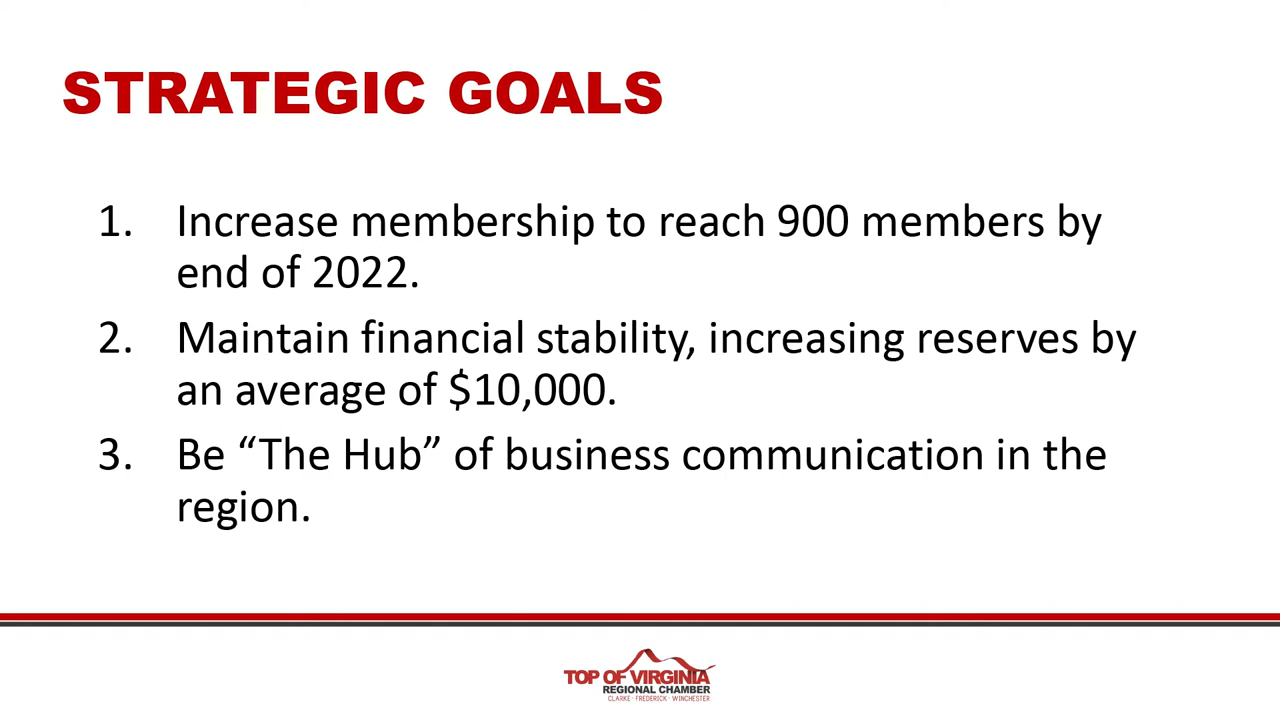 STRATEGIC GOALS
1. Increase membership to reach 900 members by
end of 2022.
2. Maintain financial stability, increasing reserves by
an average of $10,000.
3. Be “The Hub” of business communication in the
region.
TOP OF VIRGINIA
REGIONAL CHAMBER
CLARKE · FREDERICK · WINCHESTER